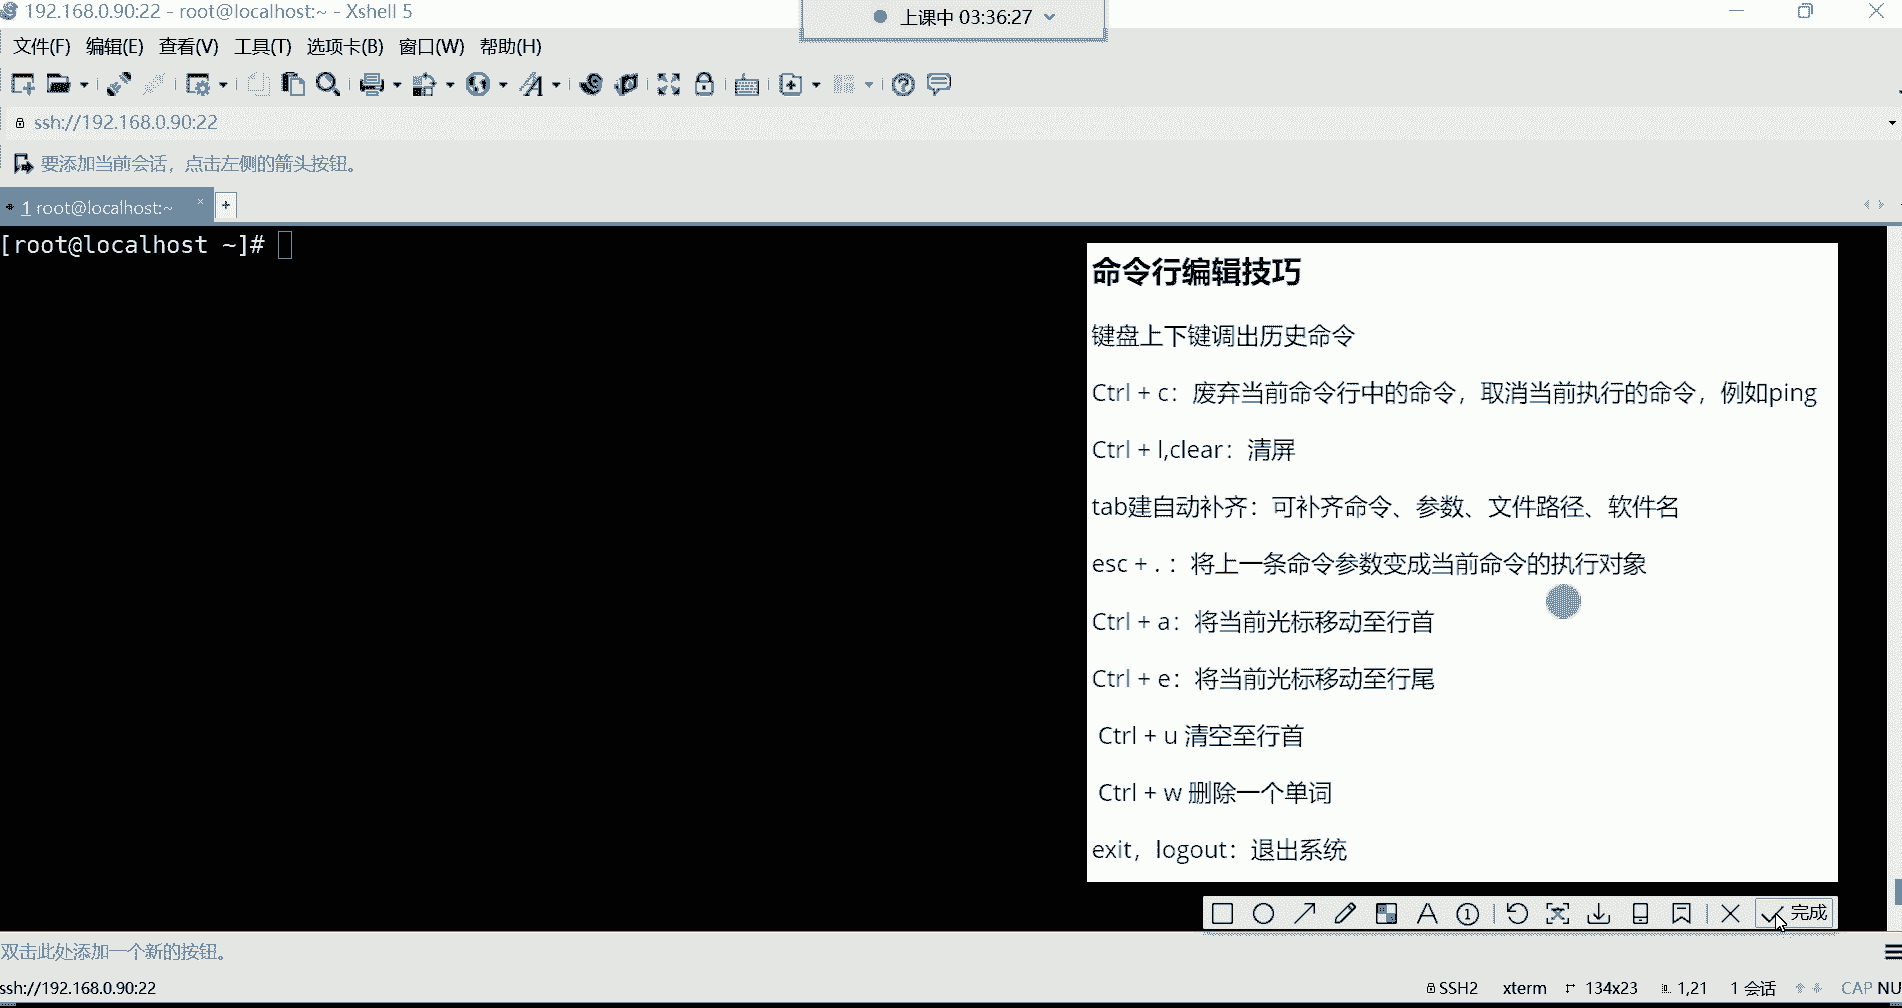 192.168.0.90:22 - root@localhost:~ - Xshell 5
上课中 03:36:27
文件(F) 编辑(E) 查看(V) 工具(T) 选项卡(B) 窗口(W) 帮助(H)
ssh://192.168.0.90:22
要添加当前会话，点击左侧的箭头按钮。
1 root@localhost:~ × +
[root@localhost ~]#
命令行编辑技巧
键盘上下键调出历史命令
Ctrl + c：废弃当前命令行中的命令，取消当前执行的命令，例如ping
Ctrl + l,clear：清屏
tab建自动补齐：可补齐命令、参数、文件路径、软件名
esc + .：将上一条命令参数变成当前命令的执行对象
Ctrl + a：将当前光标移动至行首
Ctrl + e：将当前光标移动至行尾
Ctrl + u 清空至行首
Ctrl + w 删除一个单词
exit，logout：退出系统
完成
双击此处添加一个新的按钮。
ssh://192.168.0.90:22 SSH2 xterm 134x23 1,21 1 会话 CAP NU